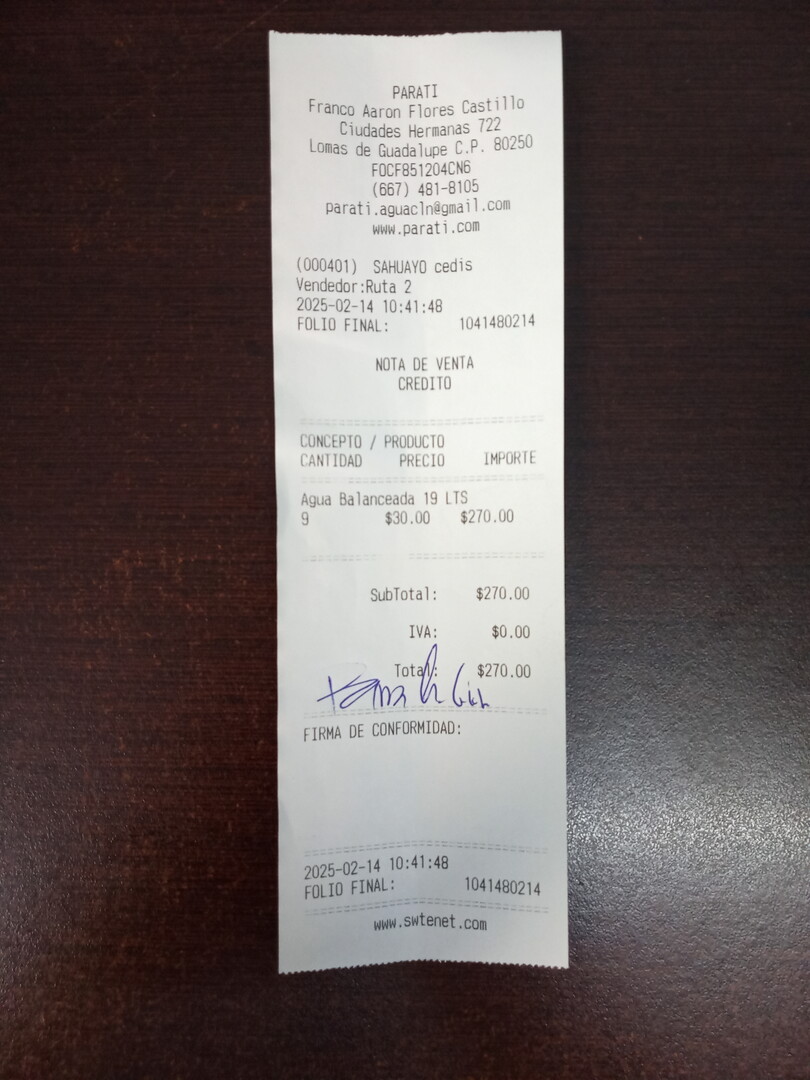 PARATI
Franco Aaron Flores Castillo
Ciudades Hermanas 722
Lomas de Guadalupe C.P. 80250
FOCF851204CN6
(667) 481-8105
parati.aguacln@gmail.com
www.parati.com
(000401) SAHUAYO cedis
Vendedor:Ruta 2
2025-02-14 10:41:48
FOLIO FINAL: 1041480214
NOTA DE VENTA
CREDITO
CONCEPTO / PRODUCTO
CANTIDAD PRECIO IMPORTE
Agua Balanceada 19 LTS
9 $30.00 $270.00
SubTotal: $270.00
IVA: $0.00
Total: $270.00
FIRMA DE CONFORMIDAD:
2025-02-14 10:41:48
FOLIO FINAL: 1041480214
www.swtenet.com